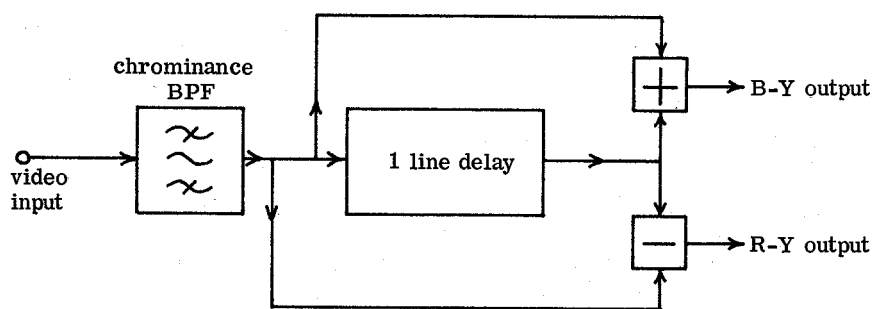 chrominance
BPF
video
input
1 line delay
+
B-Y output
−
R-Y output